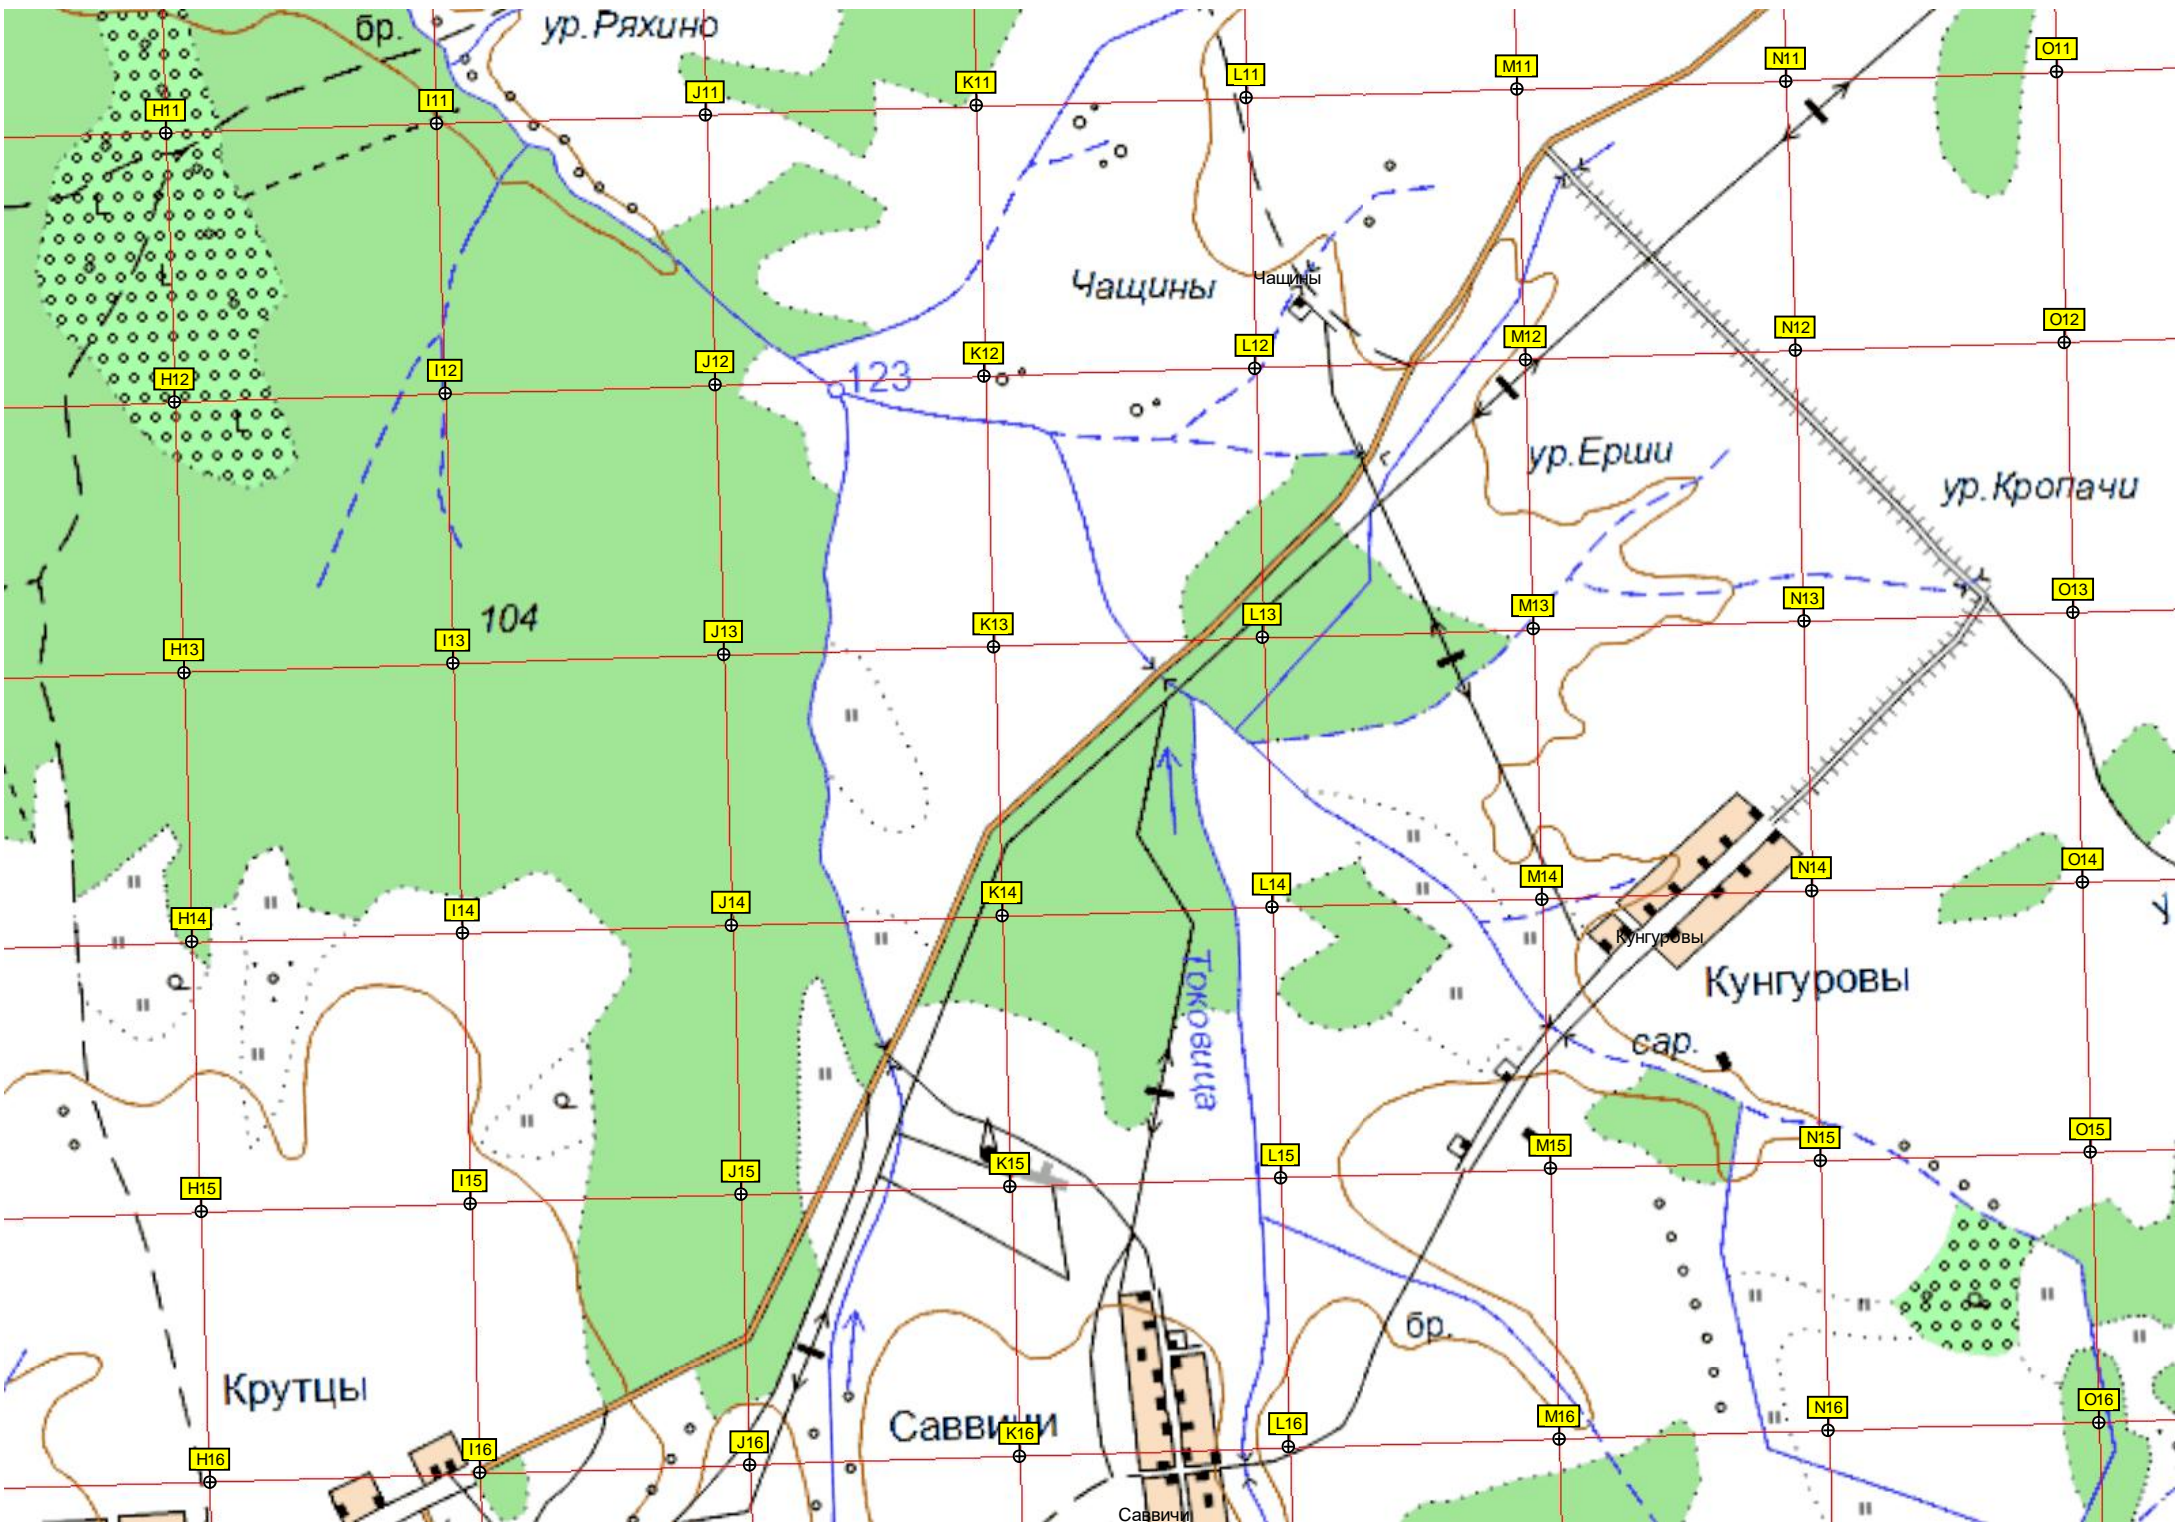 бр.
ур.Ряхино
H11
I11
J11
K11
L11
M11
N11
O11
Чащины
Чащины
H12
I12
J12
123
K12
L12
M12
N12
O12
ур.Ерши
ур.Кропачи
104
H13
I13
J13
K13
L13
M13
N13
O13
H14
I14
J14
K14
L14
M14
N14
O14
у
Кунгуровы
Кунгуровы
Токовица
сар.
H15
I15
J15
K15
L15
M15
N15
O15
бр.
Крутцы
Саввичи
H16
I16
J16
K16
L16
M16
N16
O16
Саввичи